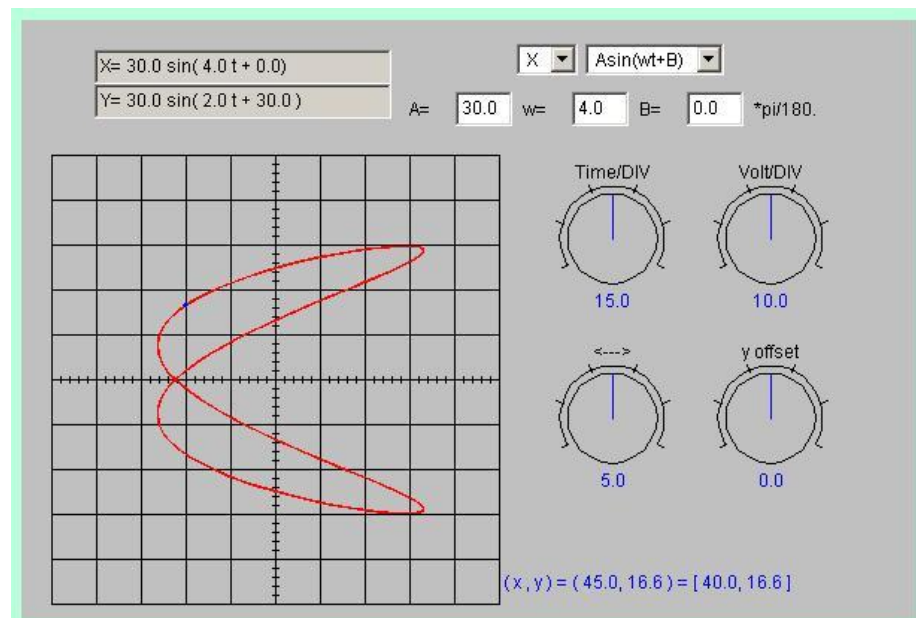 X= 30.0 sin( 4.0 t + 0.0)
Y= 30.0 sin( 2.0 t + 30.0 )
X Asin(wt+B)
A= 30.0 w= 4.0 B= 0.0 *pi/180.
Time/DIV Volt/DIV
15.0 10.0
<---> y offset
5.0 0.0
( x , y ) = ( 45.0, 16.6 ) = [ 40.0, 16.6 ]